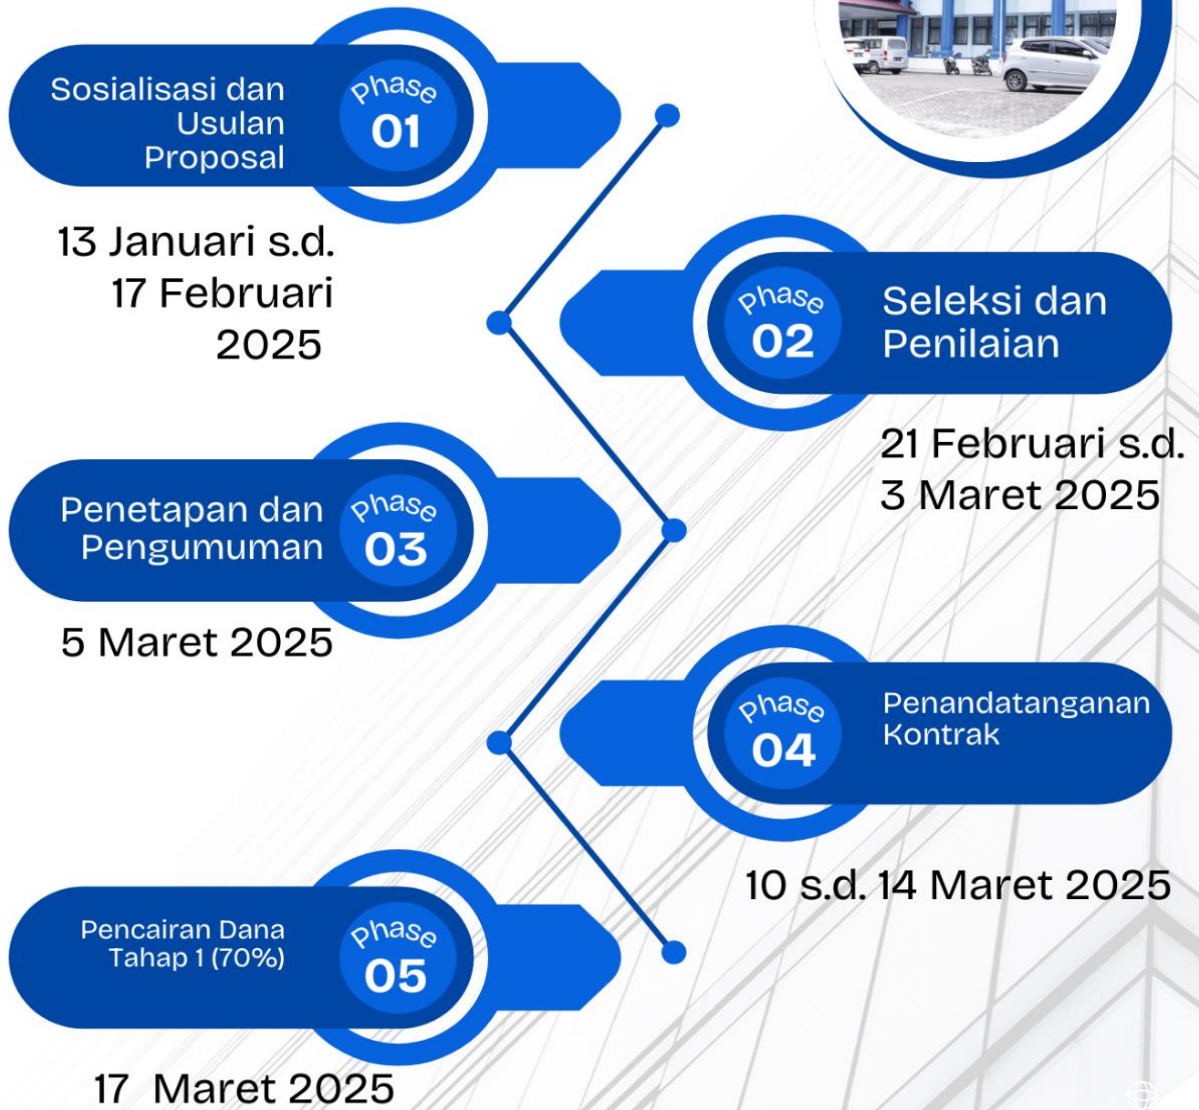 Sosialisasi dan
Usulan
Proposal
Phase
01
13 Januari s.d.
17 Februari
2025
Phase
02
Seleksi dan
Penilaian
21 Februari s.d.
3 Maret 2025
Penetapan dan
Pengumuman
Phase
03
5 Maret 2025
Phase
04
Penandatanganan
Kontrak
10 s.d. 14 Maret 2025
Pencairan Dana
Tahap 1 (70%)
Phase
05
17 Maret 2025